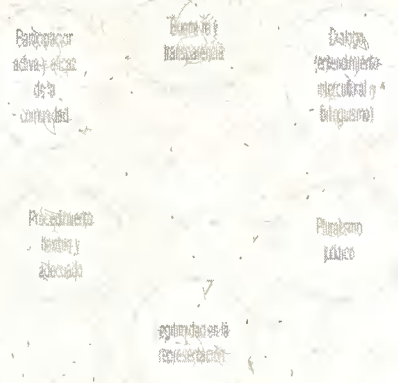 Participación
activa y eficaz
de la
comunidad
Buena fe y
transparencia
Diálogo,
(entendimiento
intercultural y
bilingüismo)
Procedimiento
flexible y
adecuado
Pluralismo
jurídico
Legitimidad en la
representación